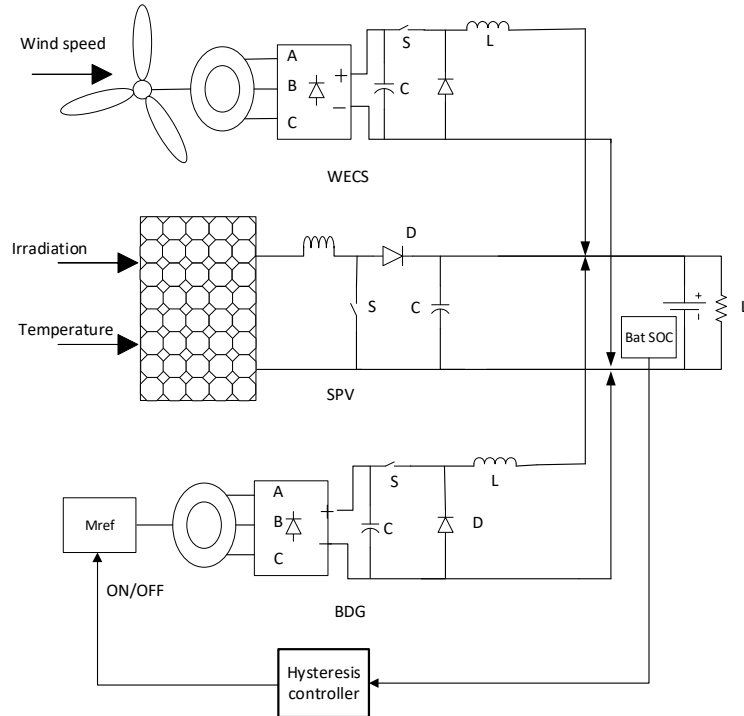 Wind speed
A
B
C
+
−
C
S
L
WECS
Irradiation
Temperature
D
S
C
SPV
+
-
L
Bat SOC
Mref
A
B
C
+
−
C
S
L
D
ON/OFF
BDG
Hysteresis
controller